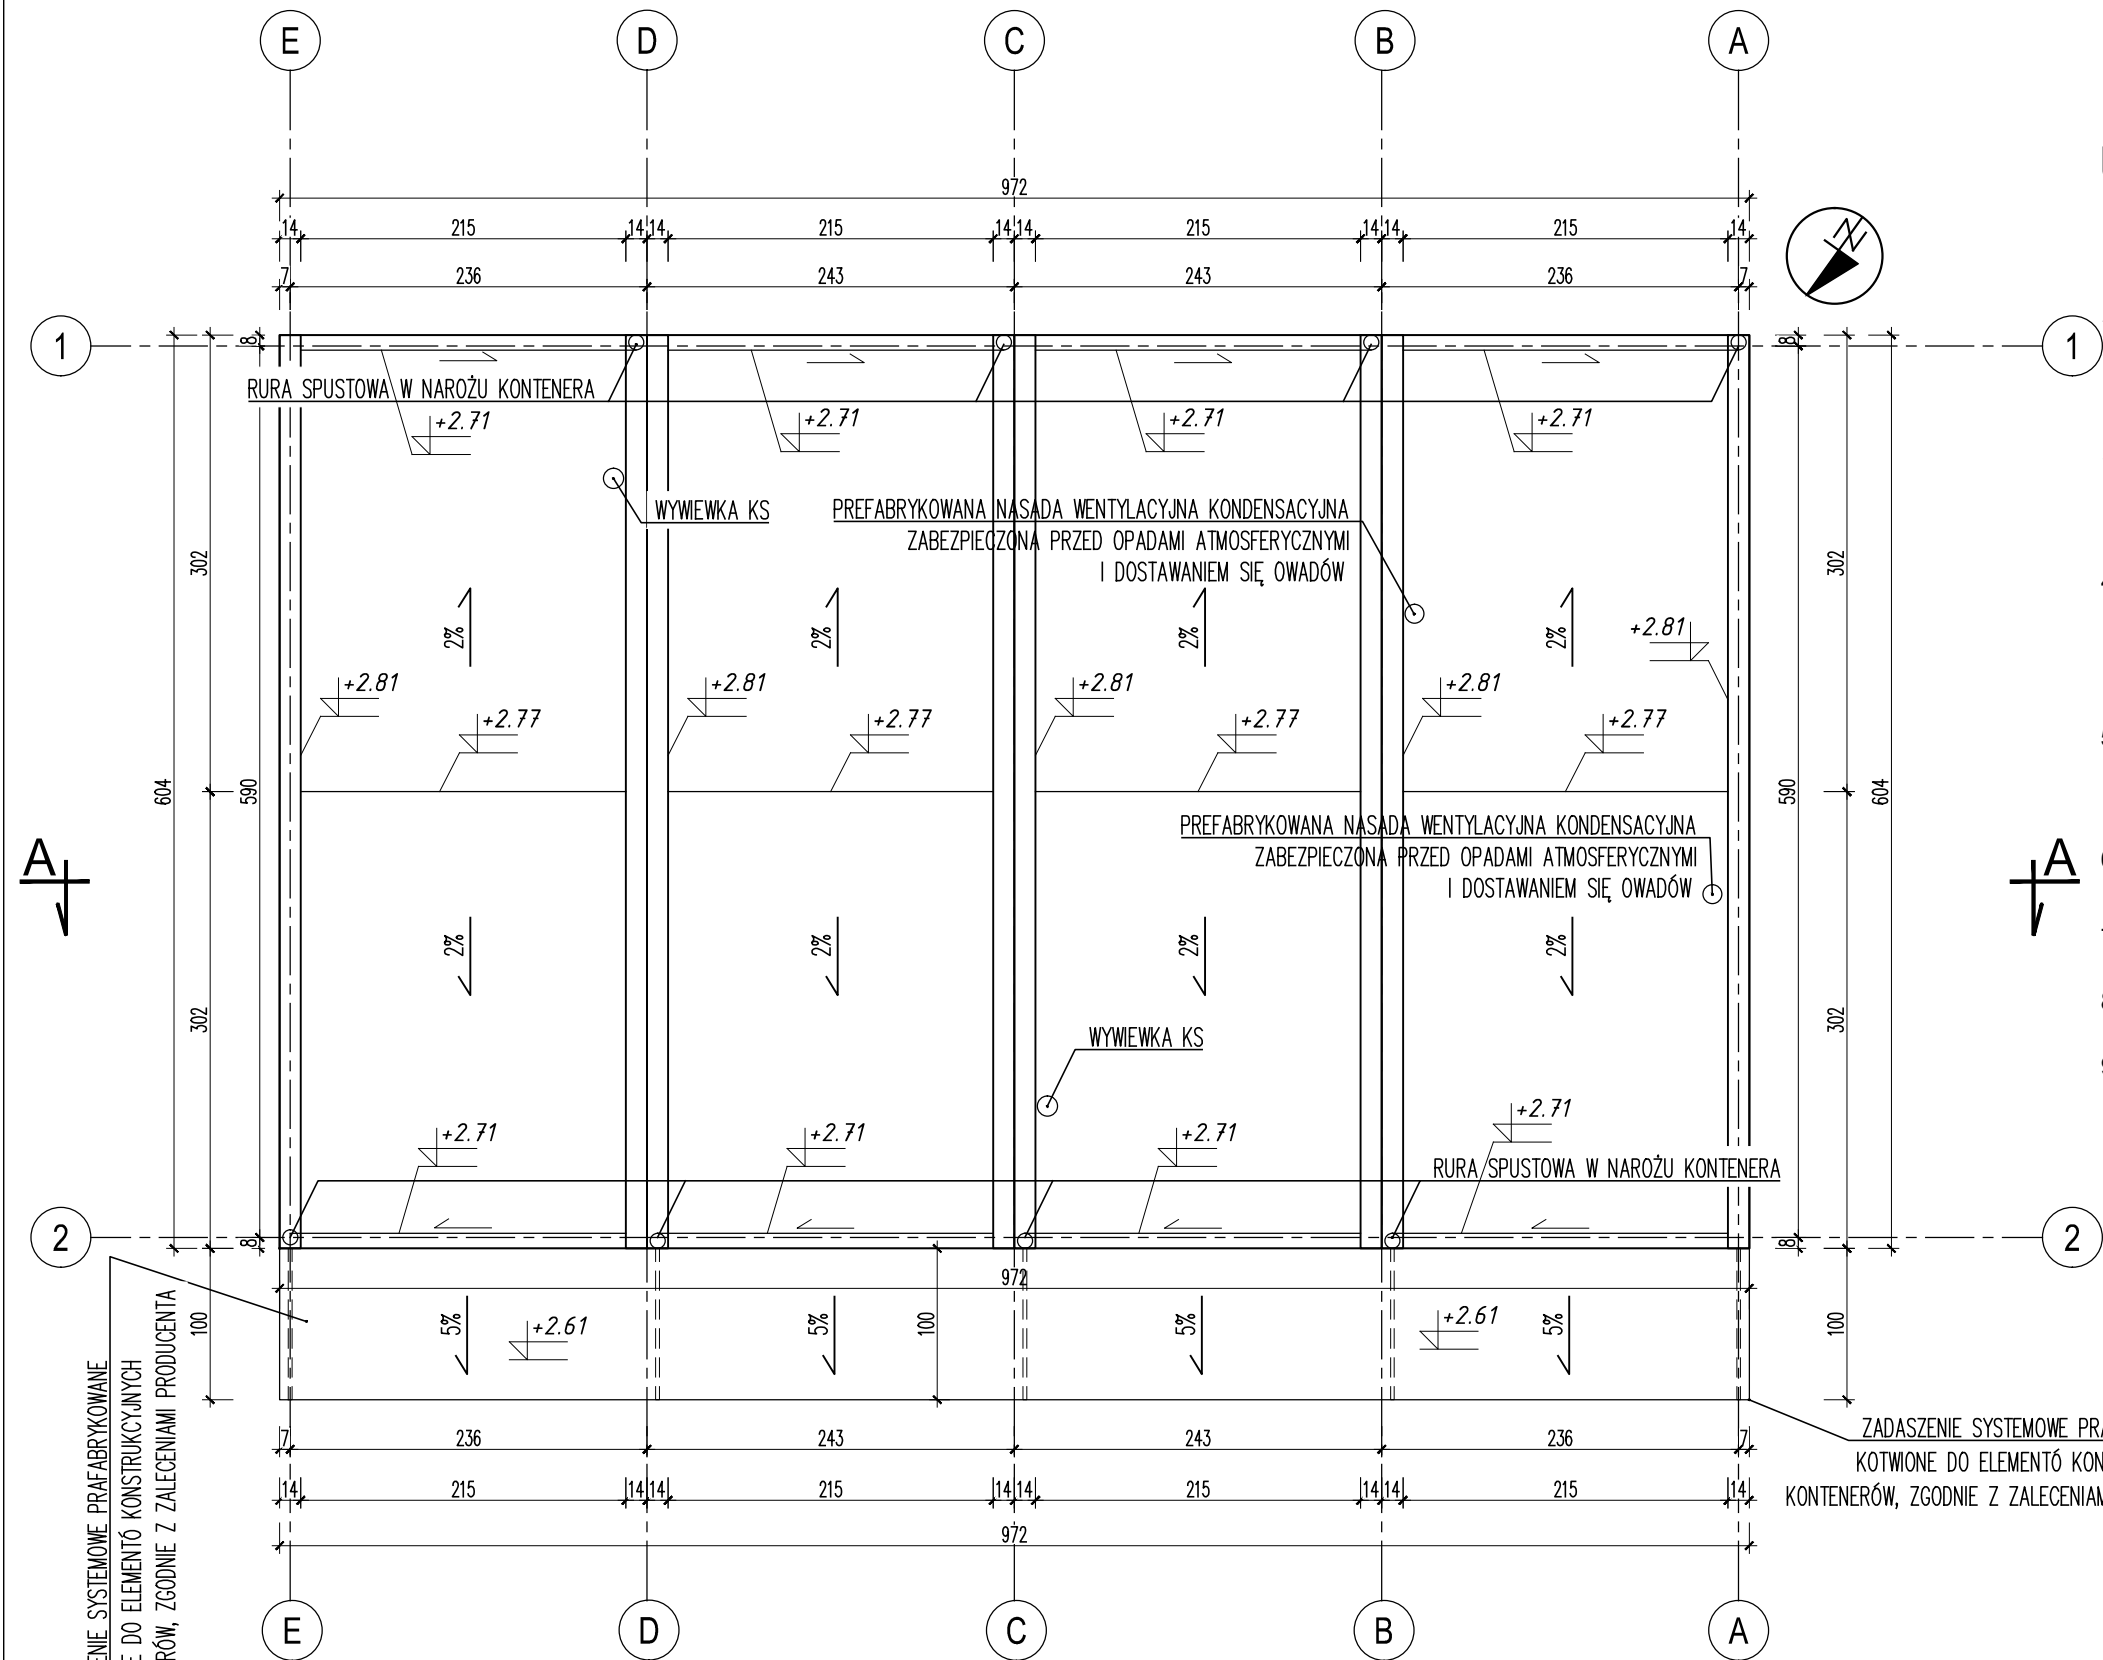 E D C B A
972
14 215 14 14 215 14 14 215 14 14 215 14
7 236 243 243 236 7
N
1 8 8 1
RURA SPUSTOWA W NAROŻU KONTENERA
+2.71 +2.71 +2.71 +2.71
WYWIEWKA KS
PREFABRYKOWANA NASADA WENTYLACYJNA KONDENSACYJNA
ZABEZPIECZONA PRZED OPADAMI ATMOSFERYCZNYMI
I DOSTAWANIEM SIĘ OWADÓW
302 302
2% 2% 2% 2%
+2.81
+2.81 +2.81 +2.81 +2.81
+2.77 +2.77 +2.77 +2.77
604 590 590 604
PREFABRYKOWANA NASADA WENTYLACYJNA KONDENSACYJNA
ZABEZPIECZONA PRZED OPADAMI ATMOSFERYCZNYMI
I DOSTAWANIEM SIĘ OWADÓW
A A
2% 2% 2% 2%
302 302
WYWIEWKA KS
+2.71 +2.71 +2.71 +2.71
RURA SPUSTOWA W NAROŻU KONTENERA
2 8 8 2
972
100 5% +2.61 5% 100 5% +2.61 5% 100
SYSTEMOWE PRAFABRYKOWANE
DO ELEMENTÓ KONSTRUKCYJNYCH
ZGODNIE Z ZALECENIAMI PRODUCENTA
ZADASZENIE SYSTEMOWE
KOTWIONE DO ELEMENTÓ
KONTENERÓW, ZGODNIE Z
7 236 243 243 236 7
14 215 14 14 215 14 14 215 14 14 215 14
972
E D C B A